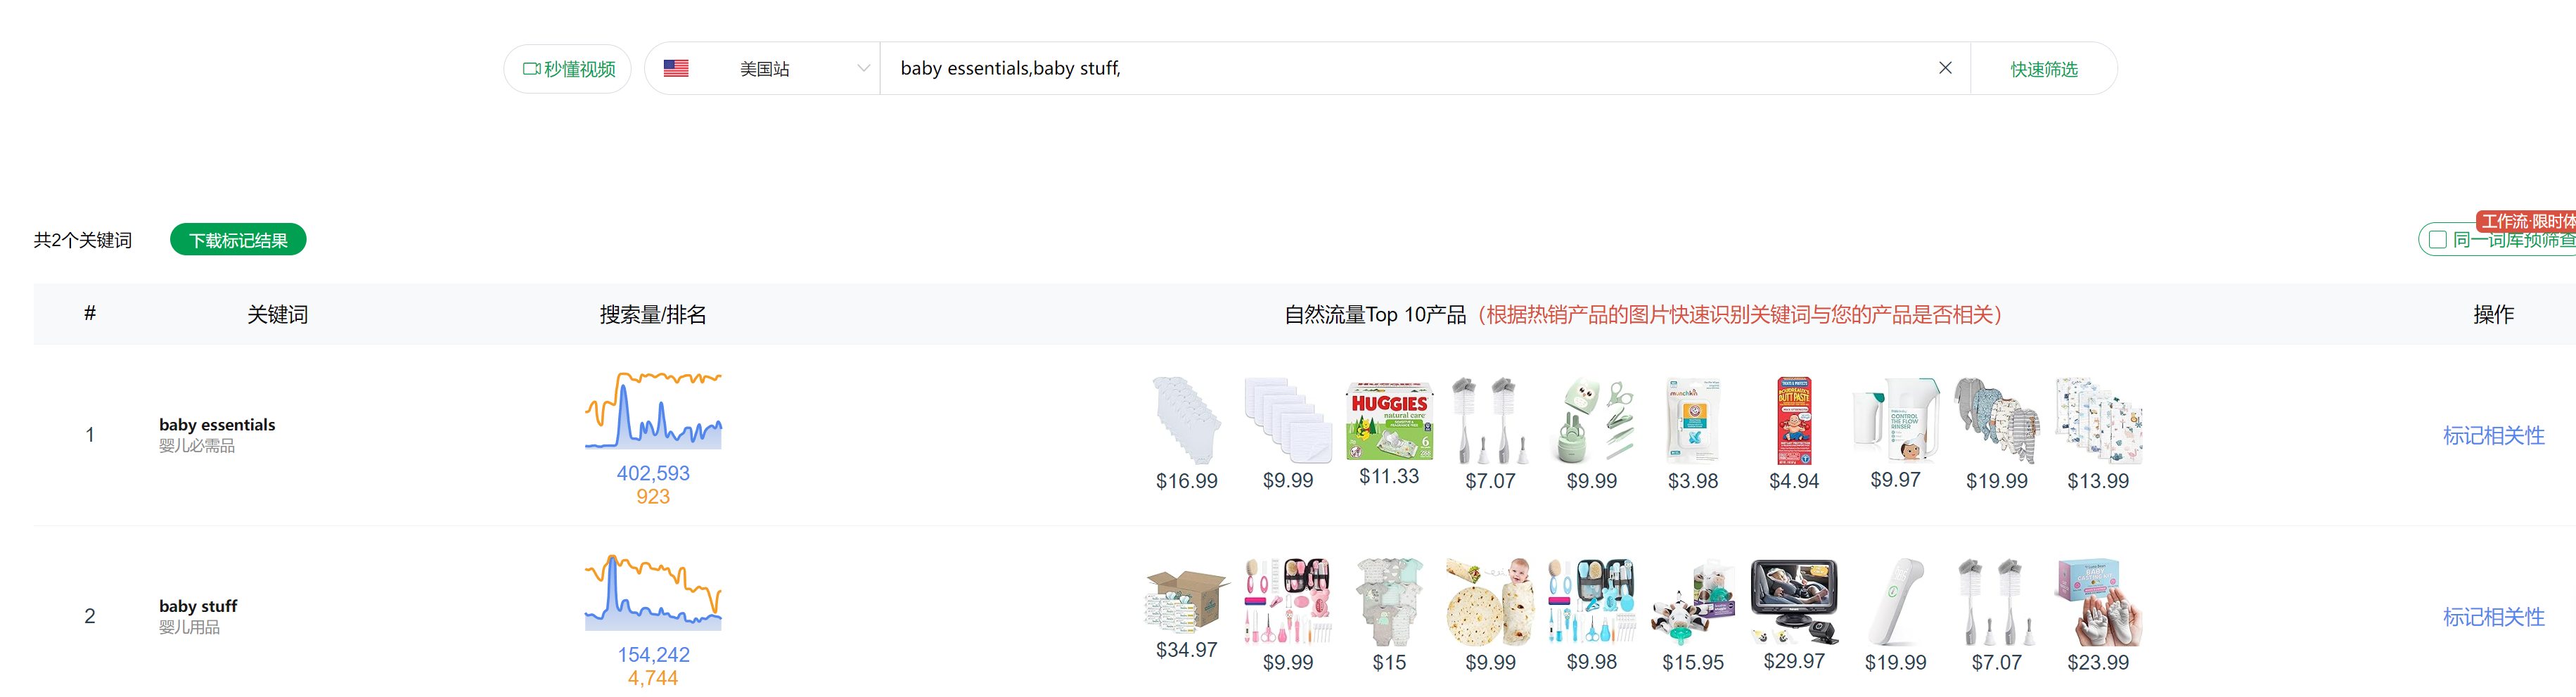 秒懂视频
美国站
baby essentials,baby stuff,
快速筛选
共2个关键词
下载标记结果
工作流·限时体
同一词库预筛查
# 关键词 搜索量/排名 自然流量Top 10产品（根据热销产品的图片快速识别关键词与您的产品是否相关） 操作
HUGGIES
natural care
munchkin
BUTT PASTE
CONTROL
THE FLOW
RINSER
1 baby essentials
婴儿必需品
402,593
923
$16.99 $9.99 $11.33 $7.07 $9.99 $3.98 $4.94 $9.97 $19.99 $13.99
标记相关性
2 baby stuff
婴儿用品
154,242
4,744
$34.97 $9.99 $15 $9.99 $9.98 $15.95 $29.97 $19.99 $7.07 $23.99
标记相关性